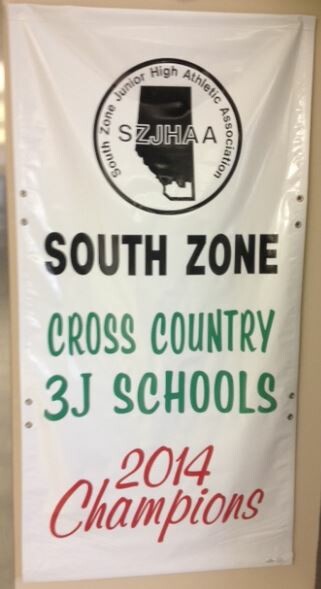 South Zone Junior High Athletic Association
SZJHAA
SOUTH ZONE
CROSS COUNTRY
3J SCHOOLS
2014
Champions